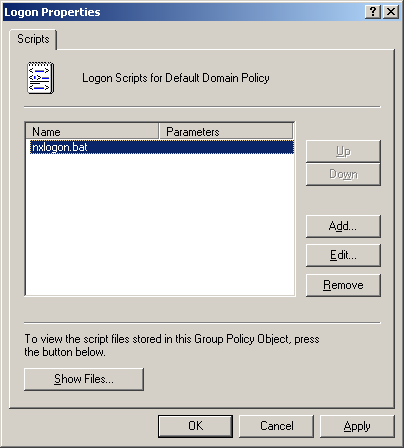 Logon Properties
Scripts
Logon Scripts for Default Domain Policy
Name Parameters
nxlogon.bat
Up
Down
Add...
Edit...
Remove
To view the script files stored in this Group Policy Object, press
the button below.
Show Files...
OK Cancel Apply